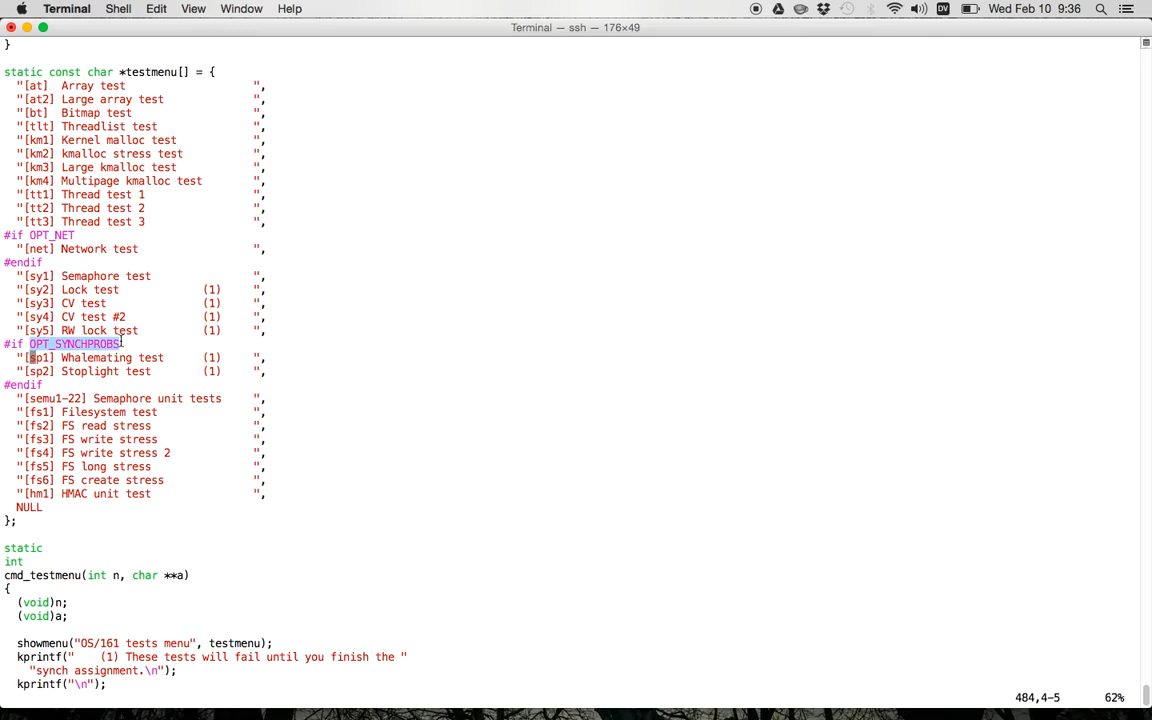 Terminal Shell Edit View Window Help DV Wed Feb 10 9:36
Terminal — ssh — 176×49
}
static const char *testmenu[] = {
"[at] Array test ",
"[at2] Large array test ",
"[bt] Bitmap test ",
"[tlt] Threadlist test ",
"[km1] Kernel malloc test ",
"[km2] kmalloc stress test ",
"[km3] Large kmalloc test ",
"[km4] Multipage kmalloc test ",
"[tt1] Thread test 1 ",
"[tt2] Thread test 2 ",
"[tt3] Thread test 3 ",
#if OPT_NET
"[net] Network test ",
#endif
"[sy1] Semaphore test ",
"[sy2] Lock test (1) ",
"[sy3] CV test (1) ",
"[sy4] CV test #2 (1) ",
"[sy5] RW lock test (1) ",
#if OPT_SYNCHPROBS
"[sp1] Whalemating test (1) ",
"[sp2] Stoplight test (1) ",
#endif
"[semu1-22] Semaphore unit tests ",
"[fs1] Filesystem test ",
"[fs2] FS read stress ",
"[fs3] FS write stress ",
"[fs4] FS write stress 2 ",
"[fs5] FS long stress ",
"[fs6] FS create stress ",
"[hm1] HMAC unit test ",
NULL
};
static
int
cmd_testmenu(int n, char **a)
{
(void)n;
(void)a;
showmenu("OS/161 tests menu", testmenu);
kprintf(" (1) These tests will fail until you finish the "
"synch assignment.\n");
kprintf("\n");
484,4-5 62%